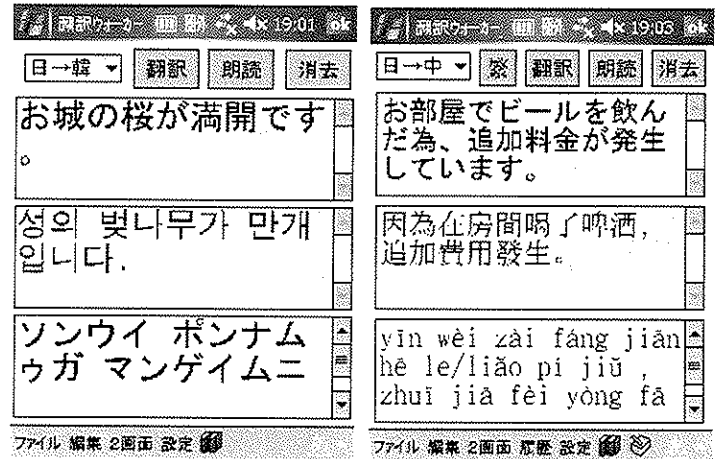 翻訳ウォーカー 19:01 ok
日→韓 翻訳 朗読 消去
お城の桜が満開です
。
성의 벚나무가 만개
입니다.
ソンウイ ポンナム
ゥガ マンゲイムニ
ファイル 編集 2画面 設定
翻訳ウォーカー 19:03 ok
日→中 繁 翻訳 朗読 消去
お部屋でビールを飲ん
だ為、追加料金が発生
しています。
因為在房間喝了啤酒,
追加費用發生。
yīn wèi zài fáng jiān
hē le/liǎo pí jiǔ ,
zhuī jiā fèi yòng fā
ファイル 編集 2画面 履歴 設定